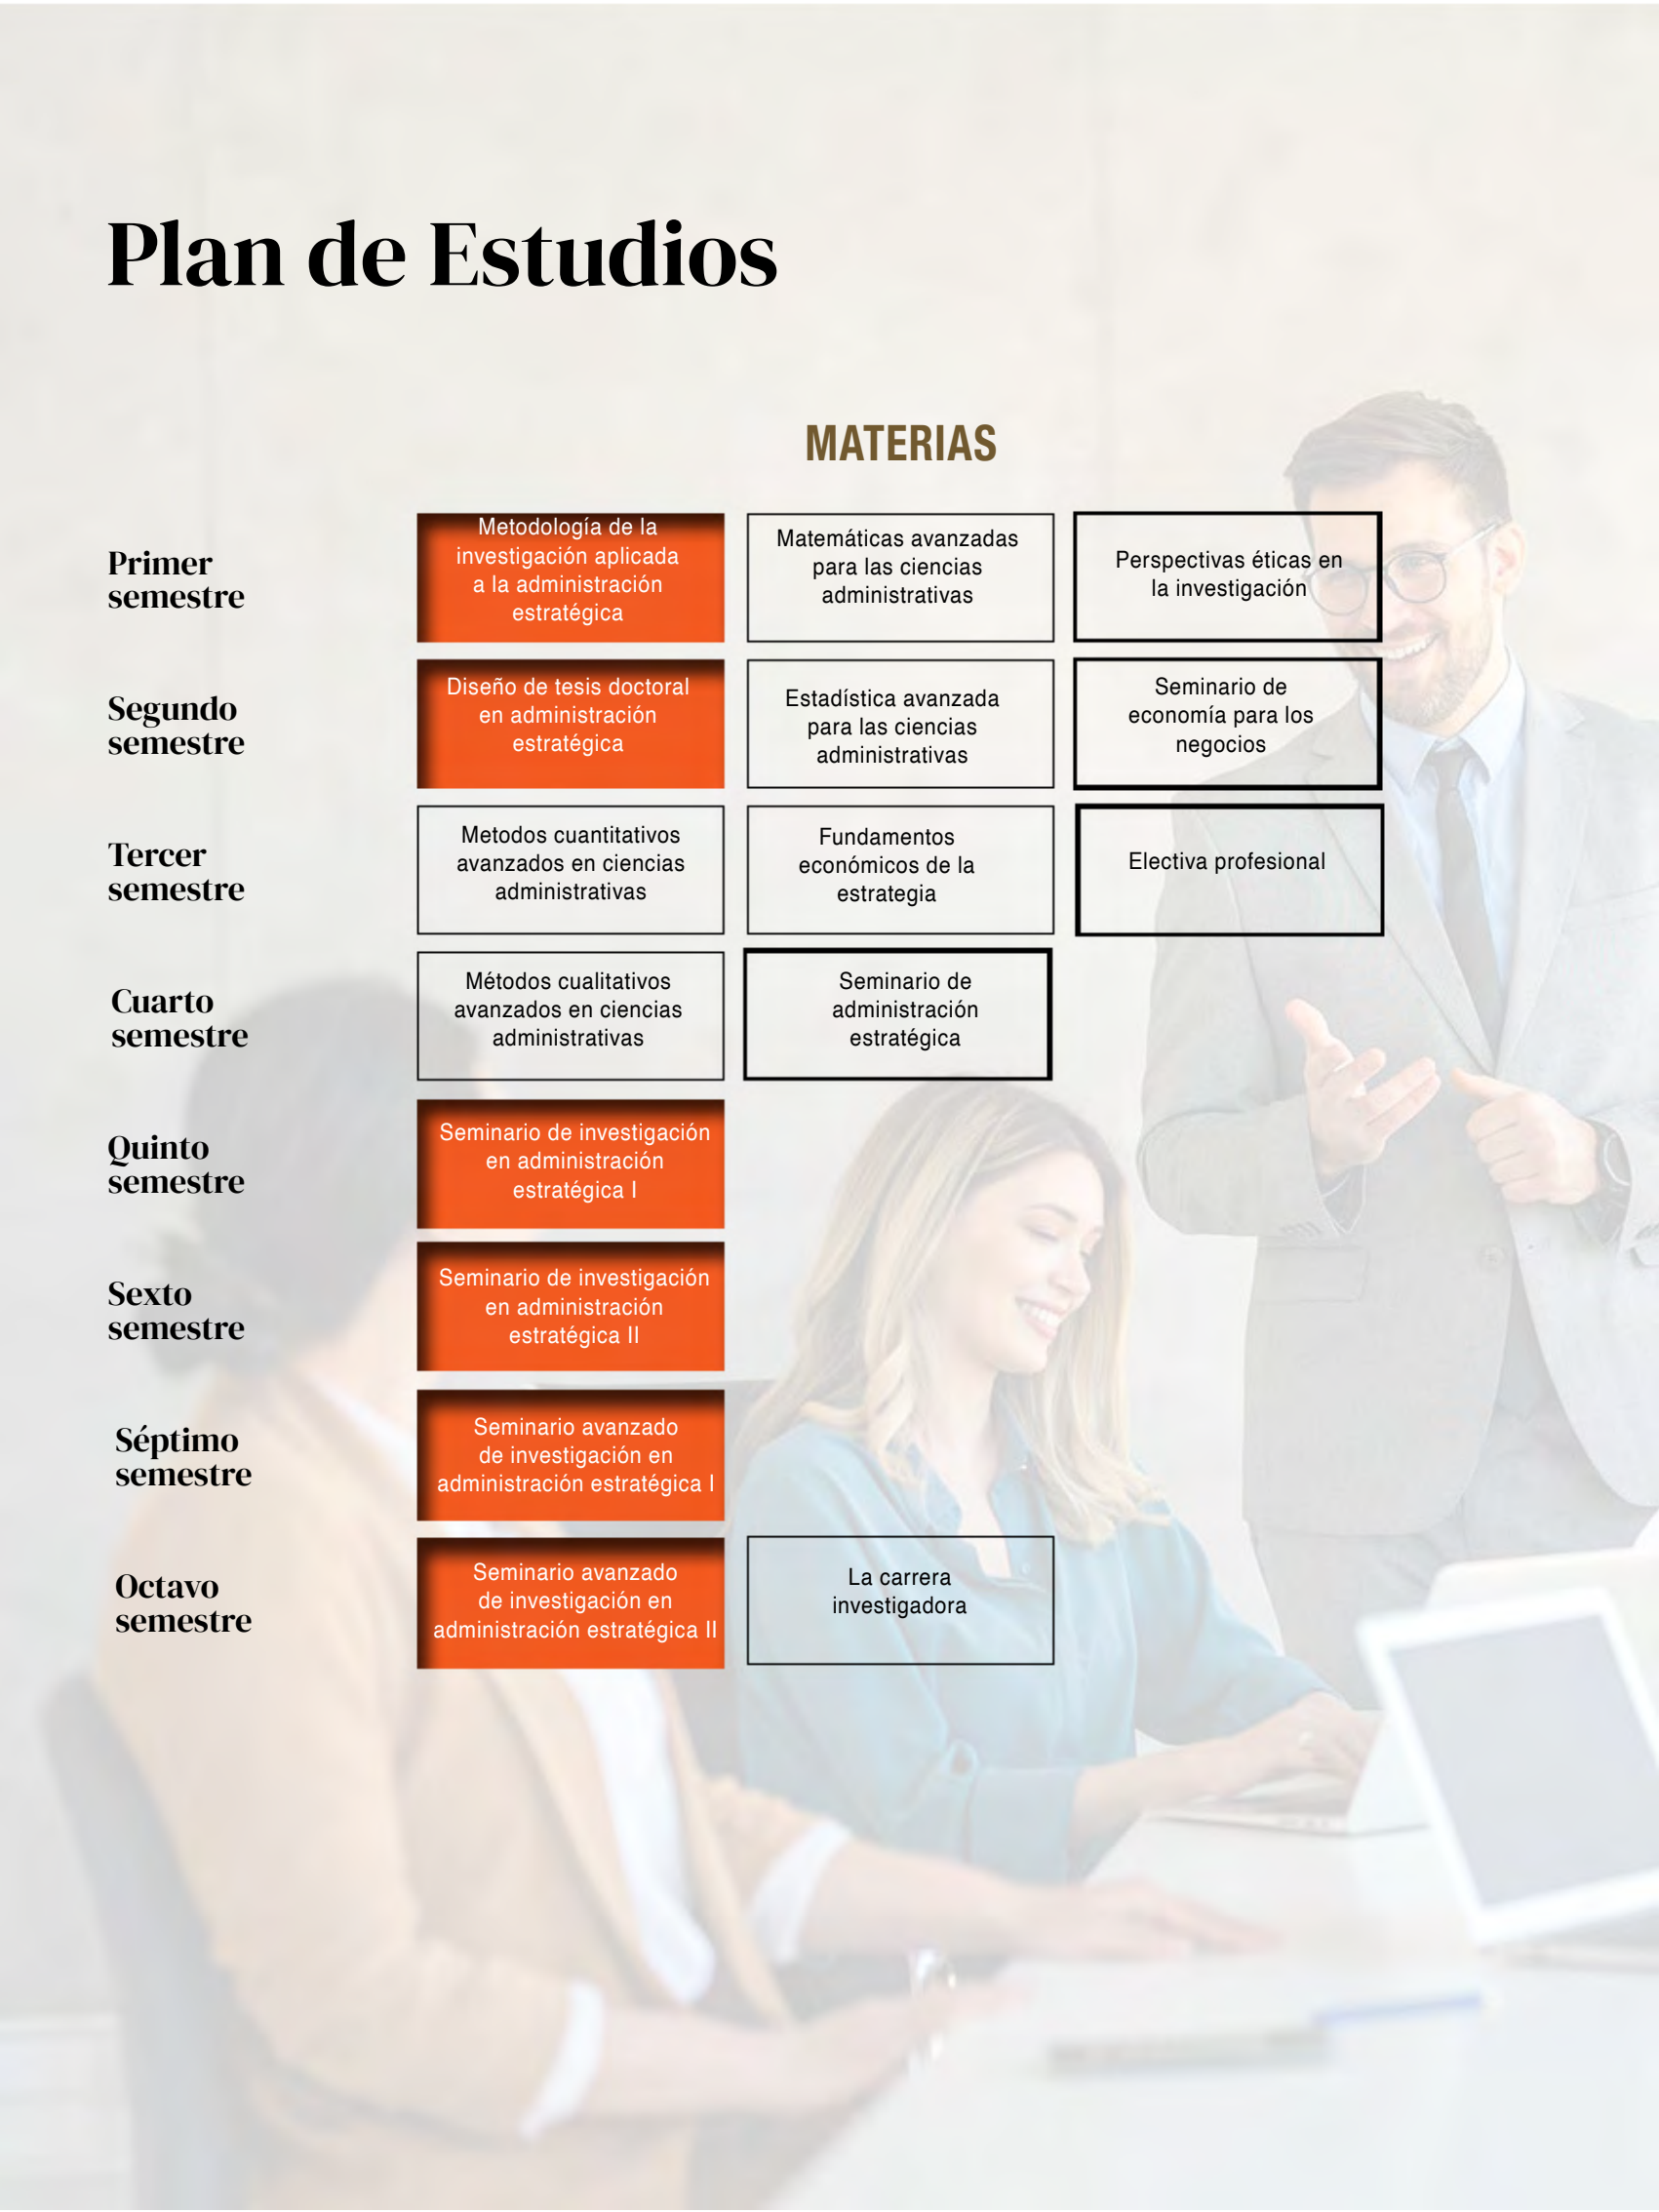 Plan de Estudios
MATERIAS
Primer
semestre
Metodología de la
investigación aplicada
a la administración
estratégica
Matemáticas avanzadas
para las ciencias
administrativas
Perspectivas éticas en
la investigación
Segundo
semestre
Diseño de tesis doctoral
en administración
estratégica
Estadística avanzada
para las ciencias
administrativas
Seminario de
economía para los
negocios
Tercer
semestre
Metodos cuantitativos
avanzados en ciencias
administrativas
Fundamentos
económicos de la
estrategia
Electiva profesional
Cuarto
semestre
Métodos cualitativos
avanzados en ciencias
administrativas
Seminario de
administración
estratégica
Quinto
semestre
Seminario de investigación
en administración
estratégica I
Sexto
semestre
Seminario de investigación
en administración
estratégica II
Séptimo
semestre
Seminario avanzado
de investigación en
administración estratégica I
Octavo
semestre
Seminario avanzado
de investigación en
administración estratégica II
La carrera
investigadora